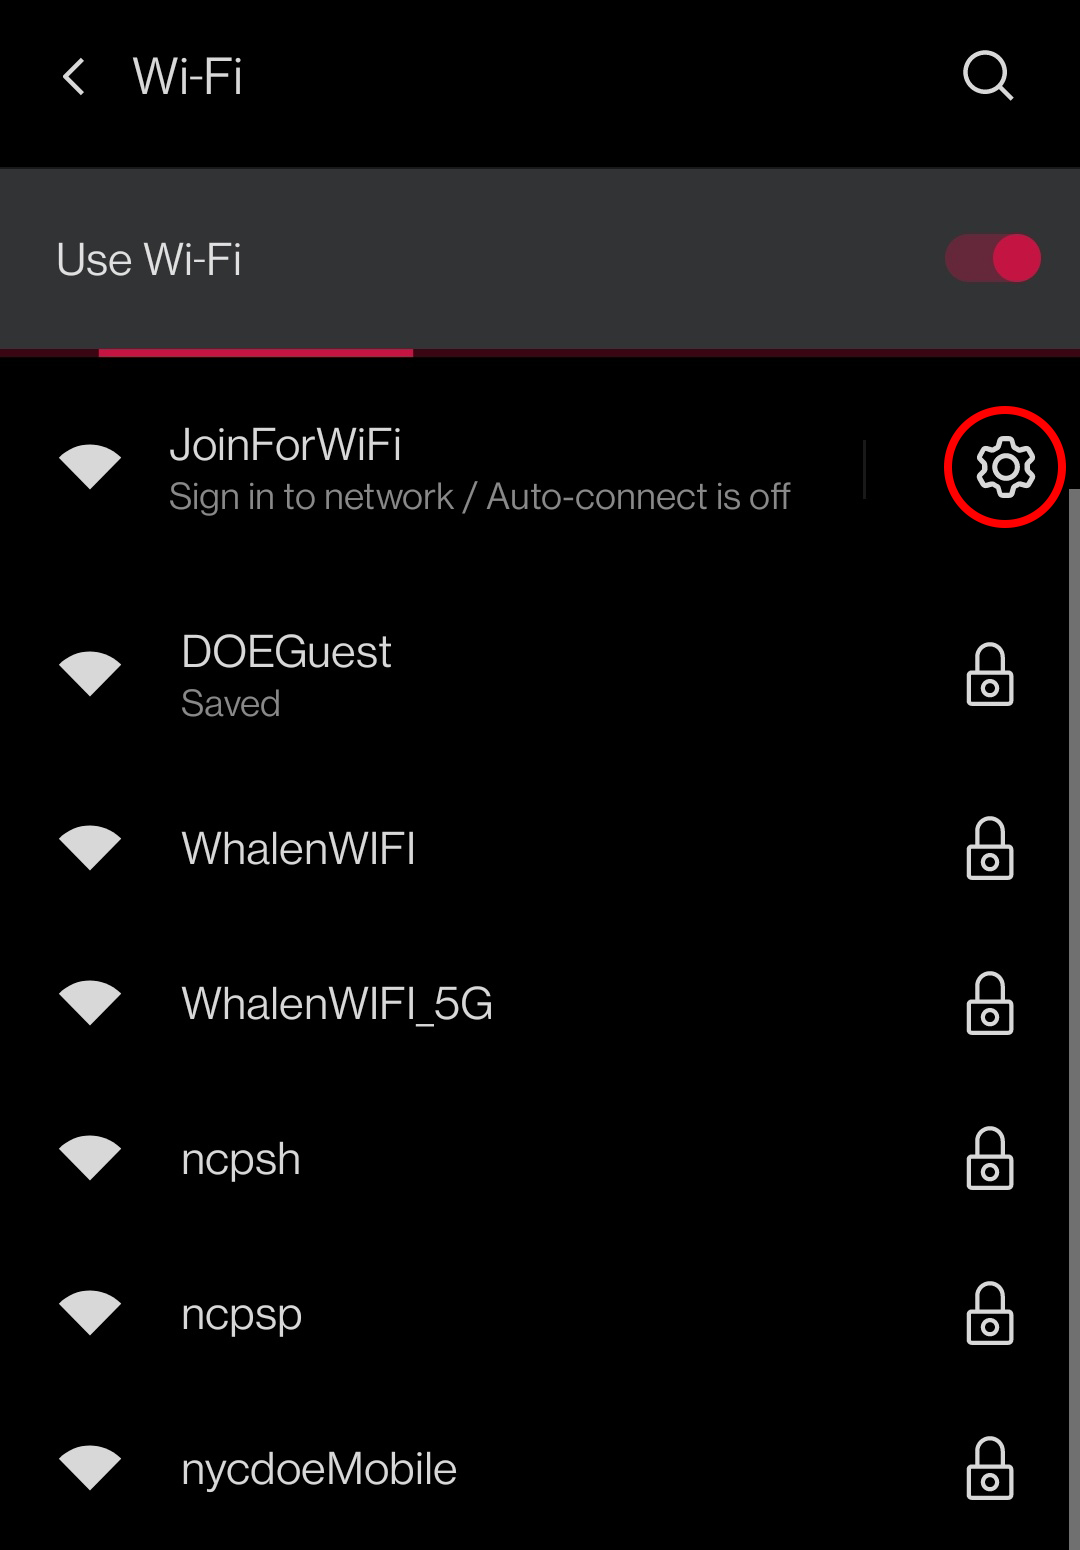 Wi-Fi
Use Wi-Fi
JoinForWiFi
Sign in to network / Auto-connect is off
DOEGuest
Saved
WhalenWIFI
WhalenWIFI_5G
ncpsh
ncpsp
nycdoeMobile